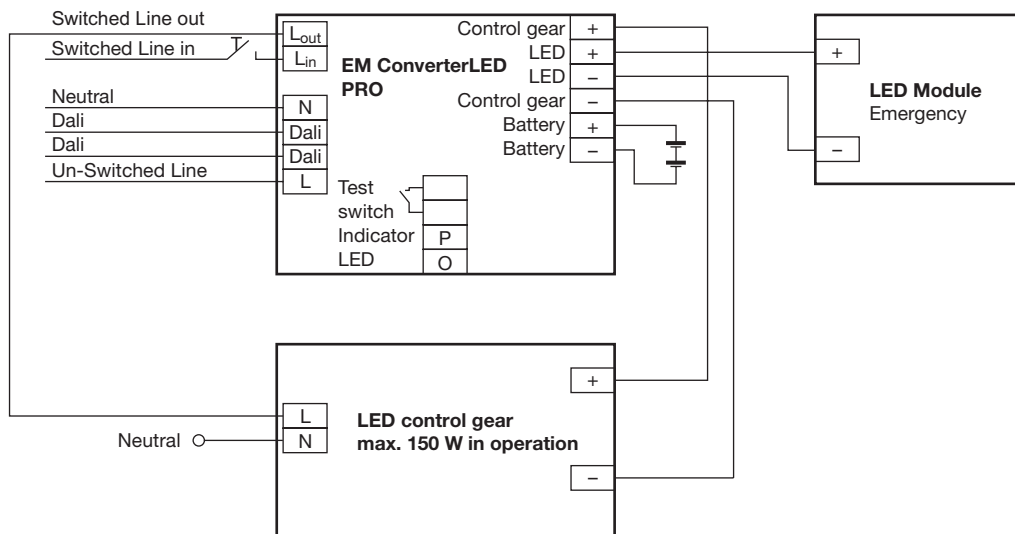 Switched Line out
Switched Line in
Neutral
Dali
Dali
Un-Switched Line
Lout
Lin
N
Dali
Dali
L
EM ConverterLED
PRO
Control gear +
LED +
LED –
Control gear –
Battery +
Battery –
Test
switch
Indicator P
LED O
+
–
LED Module
Emergency
L
N
Neutral
LED control gear
max. 150 W in operation
+
–